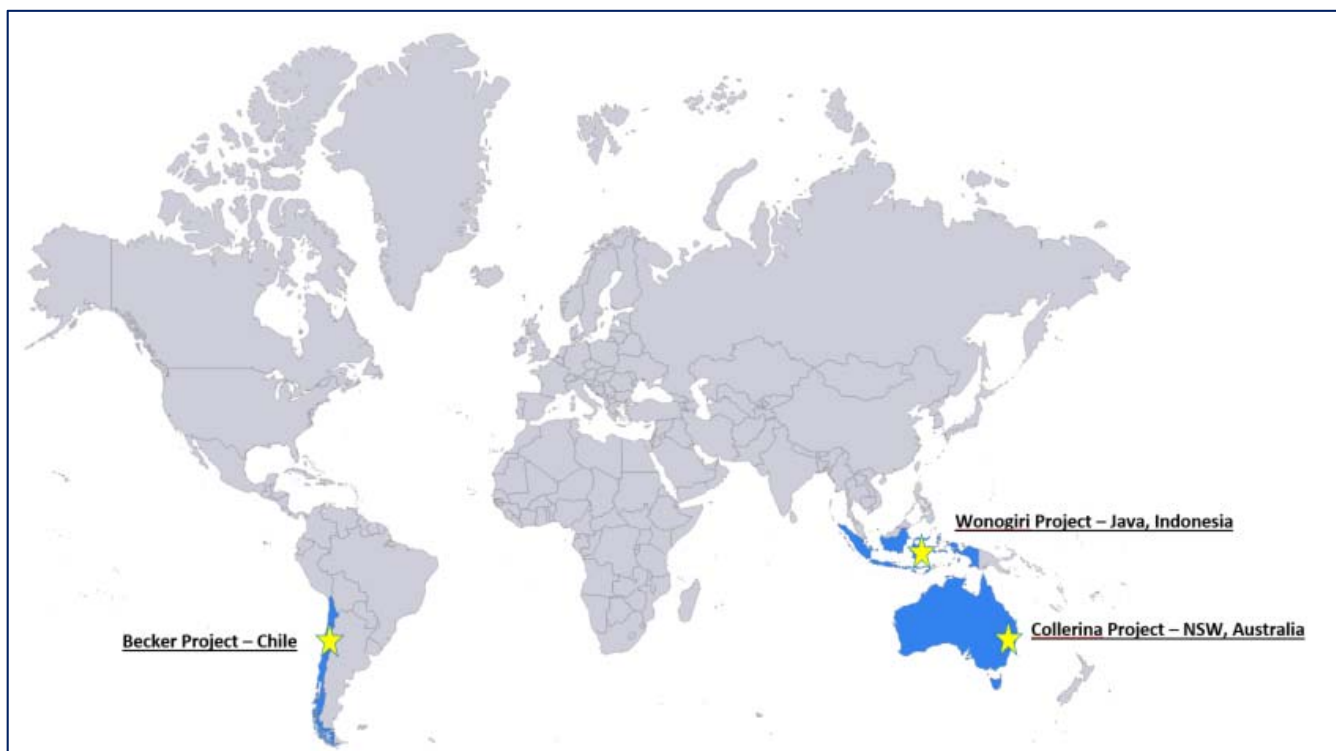 Wonogiri Project – Java, Indonesia
Becker Project – Chile
Collerina Project – NSW, Australia